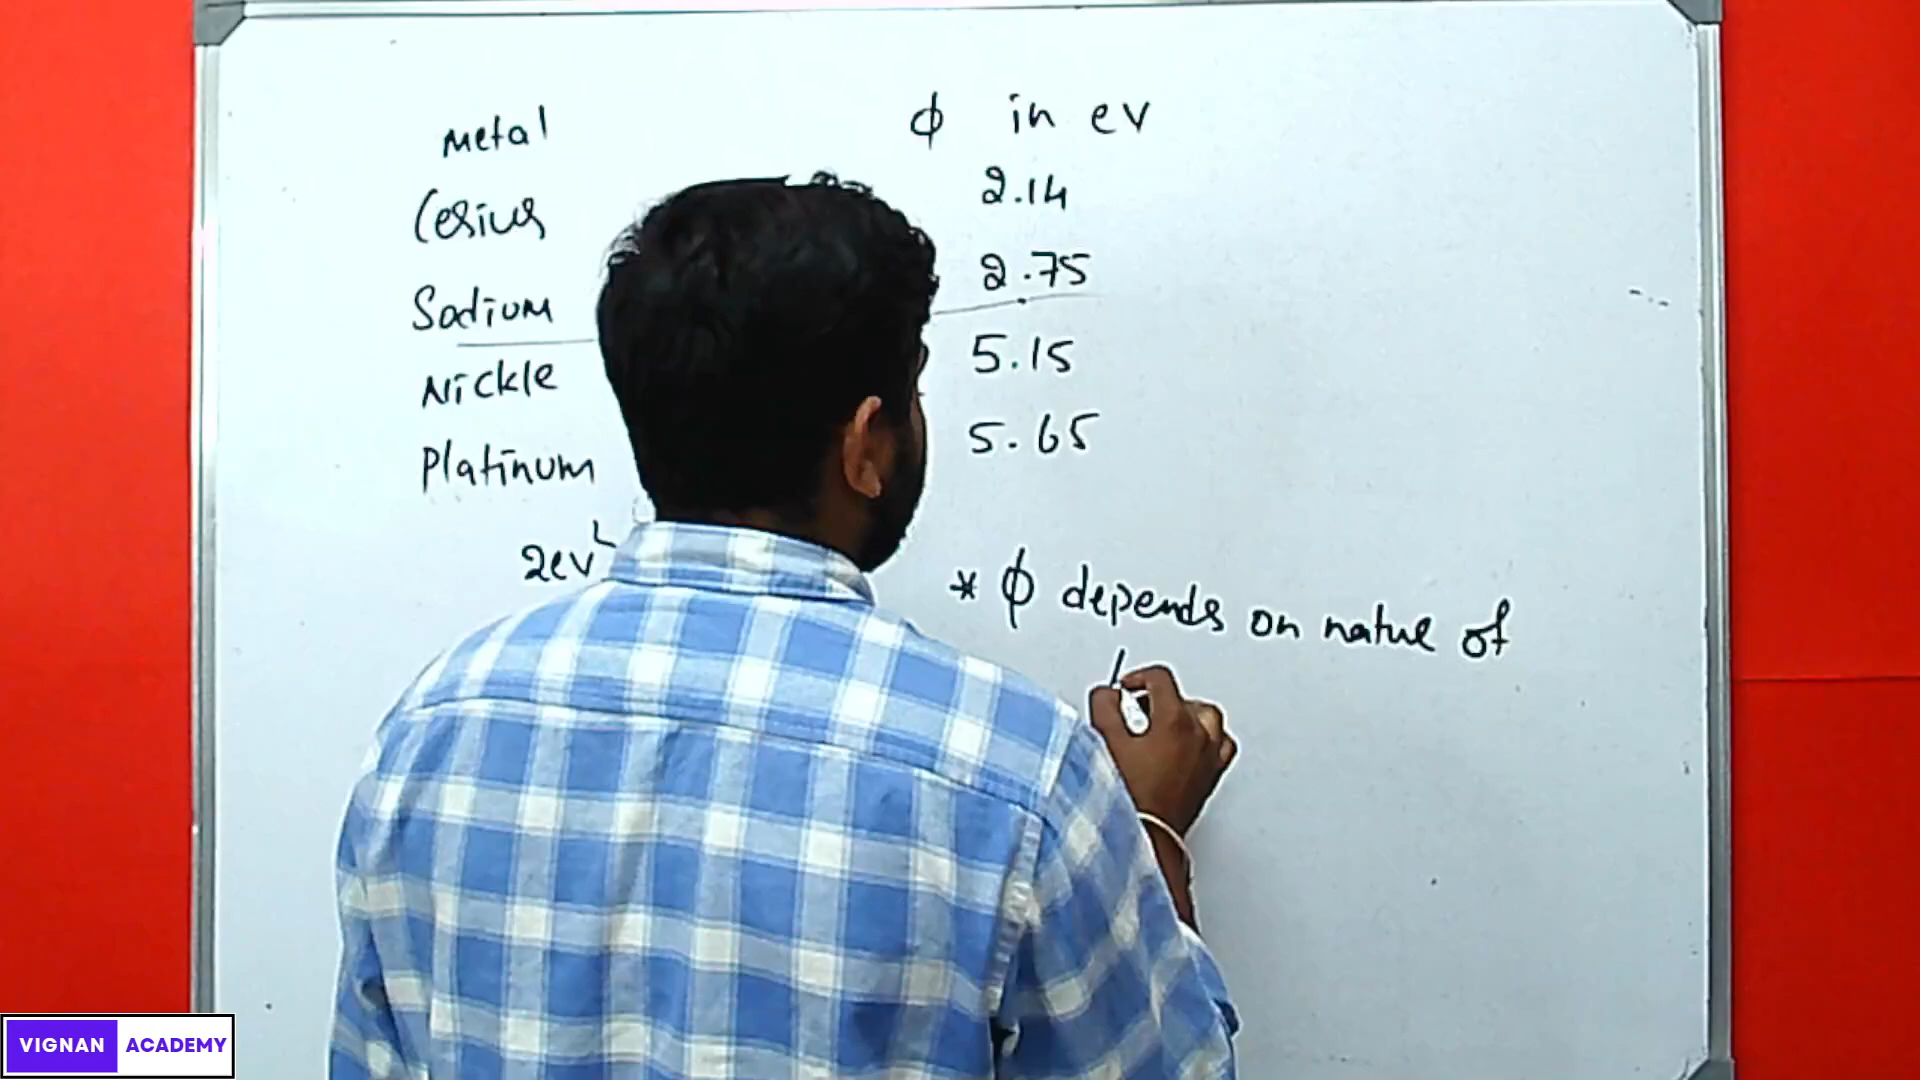 Metal ϕ in ev
Cesius 2.14
Sodium 2.75
Nickle 5.15
Platinum 5.65
2ev
* ϕ depends on natue of
VIGNAN ACADEMY